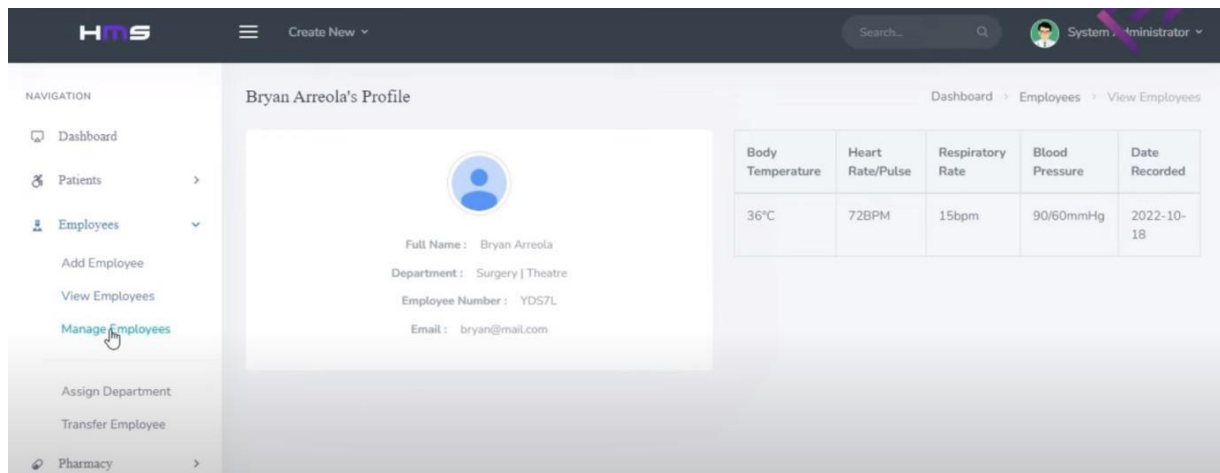 HMS
Create New
Search...
System
NAVIGATION
Dashboard
Patients
Employees
Add Employee
View Employees
Manage Employees
Assign Department
Transfer Employee
Pharmacy
Bryan Arreola's Profile
Dashboard > Employees > View Employees
Full Name : Bryan Arreola
Department : Surgery | Theatre
Employee Number : YDS7L
Email : bryan@mail.com
Body Temperature
Heart Rate/Pulse
Respiratory Rate
Blood Pressure
Date Recorded
36°C
72BPM
15bpm
90/60mmHg
2022-10-
18